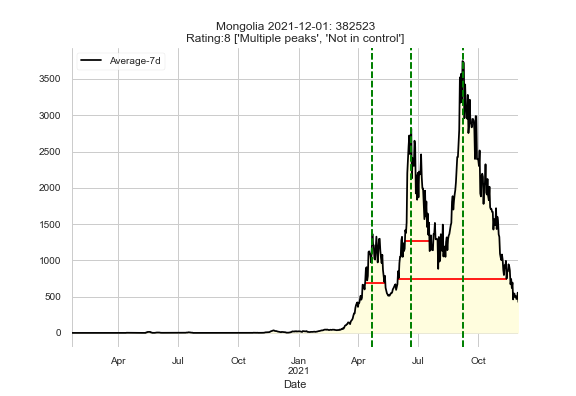 Mongolia 2021-12-01: 382523
Rating:8 ['Multiple peaks', 'Not in control']
Average-7d
3500
3000
2500
2000
1500
1000
500
0
Apr Jul Oct Jan Apr Jul Oct
2021
Date